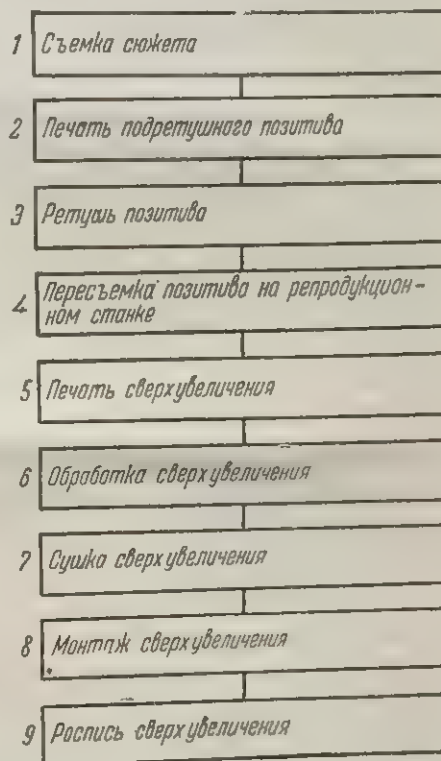 1 Съемка сюжета
2 Печать подретушного позитива
3 Ретушь позитива
4 Пересъемка позитива на репродукцион-
ном станке
5 Печать сверхувеличения
6 Обработка сверхувеличения
7 Сушка сверхувеличения
8 Монтаж сверхувеличения
9 Роспись сверхувеличения